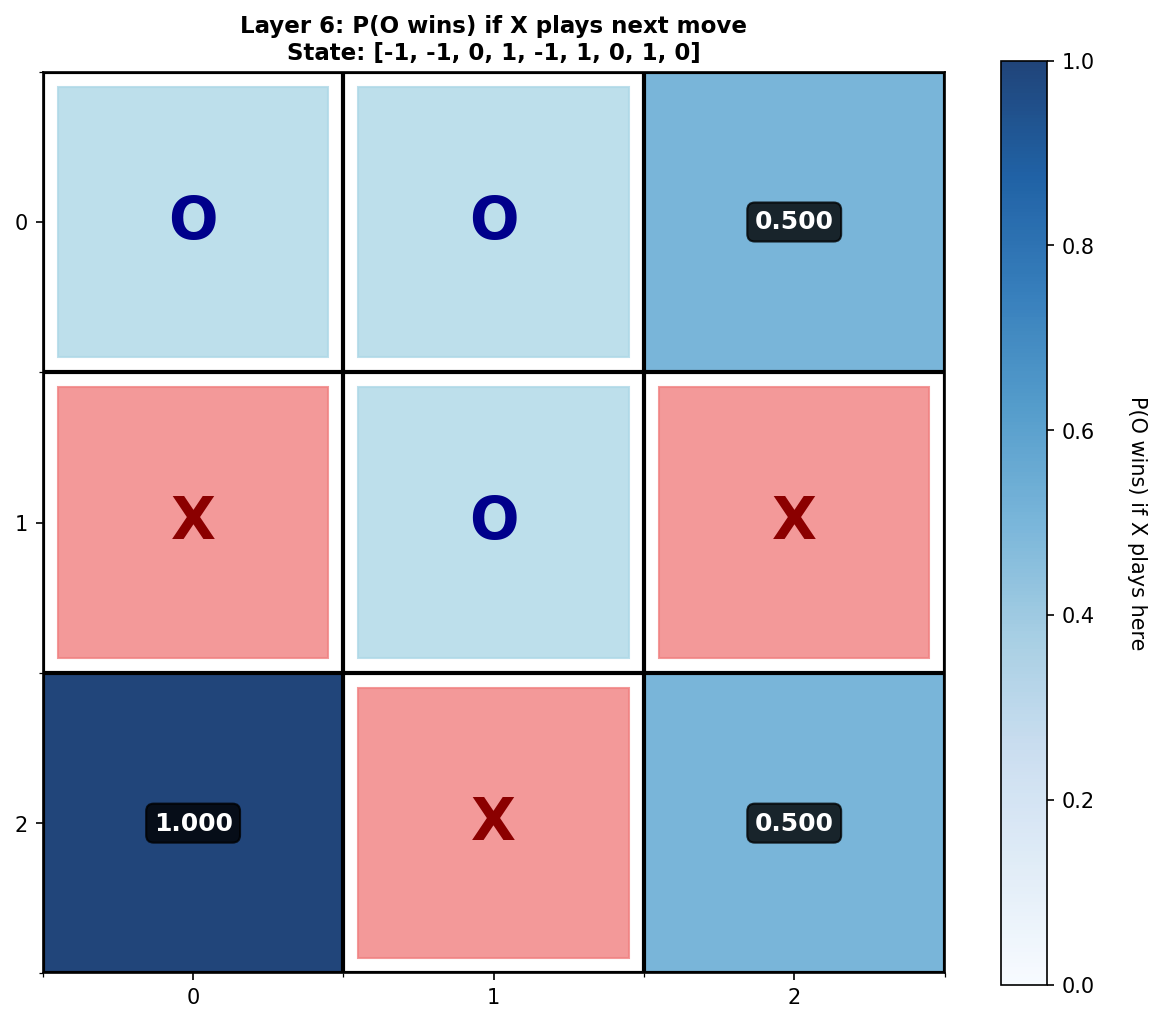 Layer 6: P(O wins) if X plays next move
State: [-1, -1, 0, 1, -1, 1, 0, 1, 0]
0
O
O
0.500
1
X
O
X
2
1.000
X
0.500
0
1
2
1.0
0.8
0.6
0.4
0.2
0.0
P(O wins) if X plays here